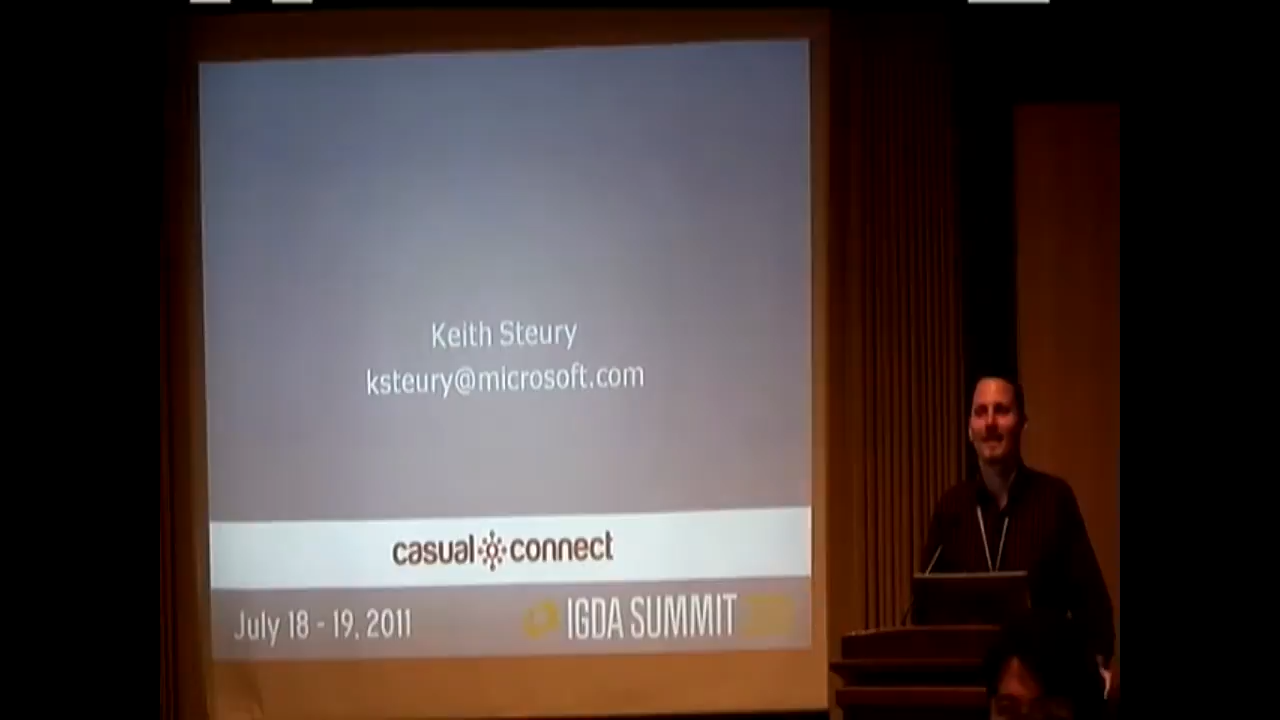 Keith Steury
ksteury@microsoft.com
casual connect
July 18 - 19, 2011
IGDA SUMMIT